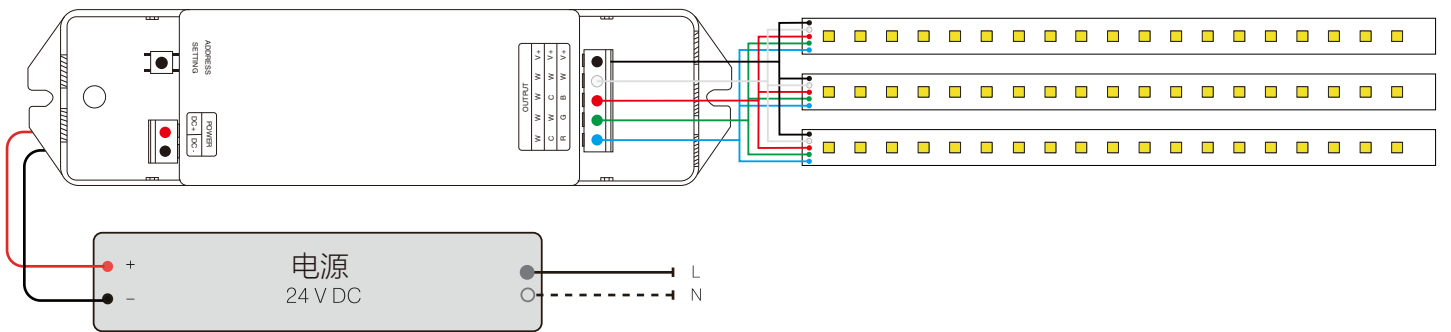 ADDRESS
SETTING
POWER
DC+ DC-
OUTPUT
W W W W V+
C W C W V+
R G B W V+
电源
24 V DC
+
−
L
N